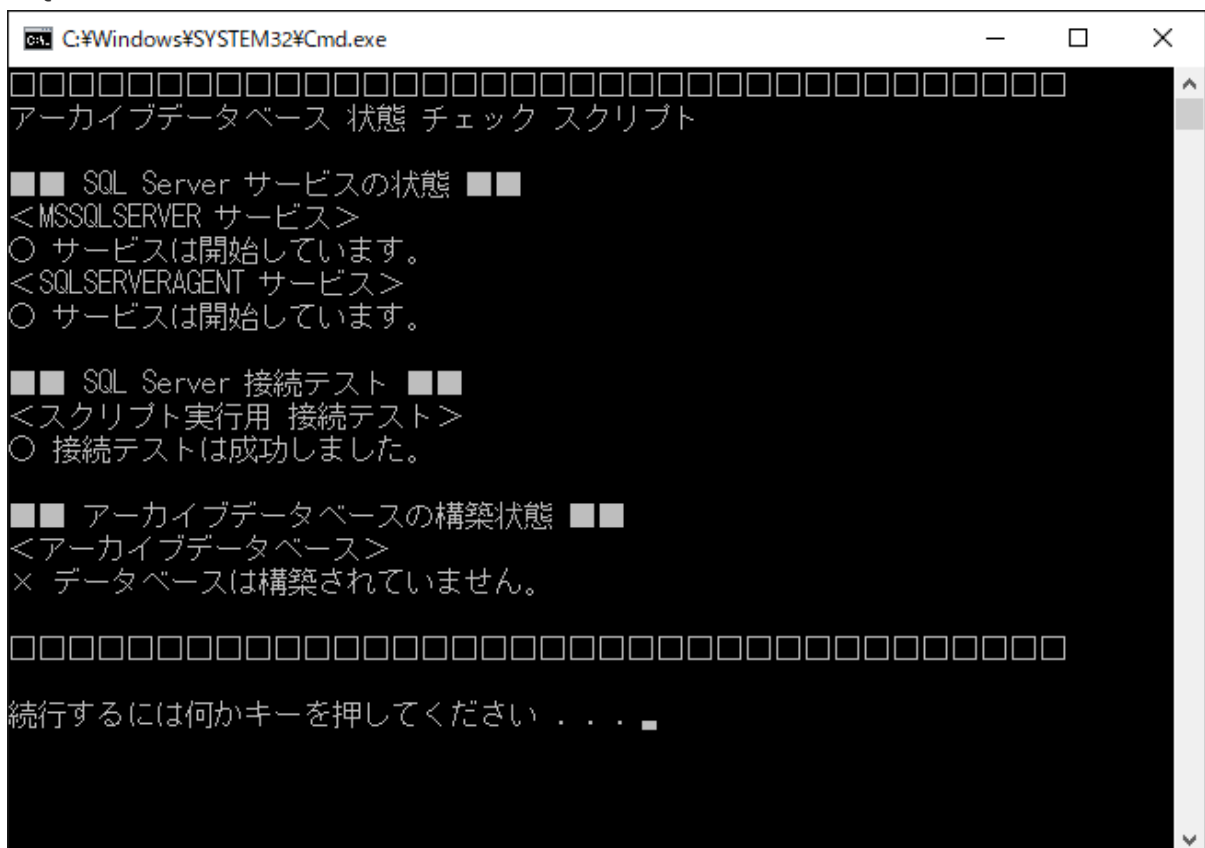 C:¥Windows¥SYSTEM32¥Cmd.exe
□□□□□□□□□□□□□□□□□□□□□□□□□□□□□□□□□□□□
アーカイブデータベース 状態 チェック スクリプト
■■ SQL Server サービスの状態 ■■
<MSSQLSERVER サービス>
○ サービスは開始しています。
<SQLSERVERAGENT サービス>
○ サービスは開始しています。
■■ SQL Server 接続テスト ■■
<スクリプト実行用 接続テスト>
○ 接続テストは成功しました。
■■ アーカイブデータベースの構築状態 ■■
<アーカイブデータベース>
× データベースは構築されていません。
□□□□□□□□□□□□□□□□□□□□□□□□□□□□□□□□□□□□
続行するには何かキーを押してください . . .